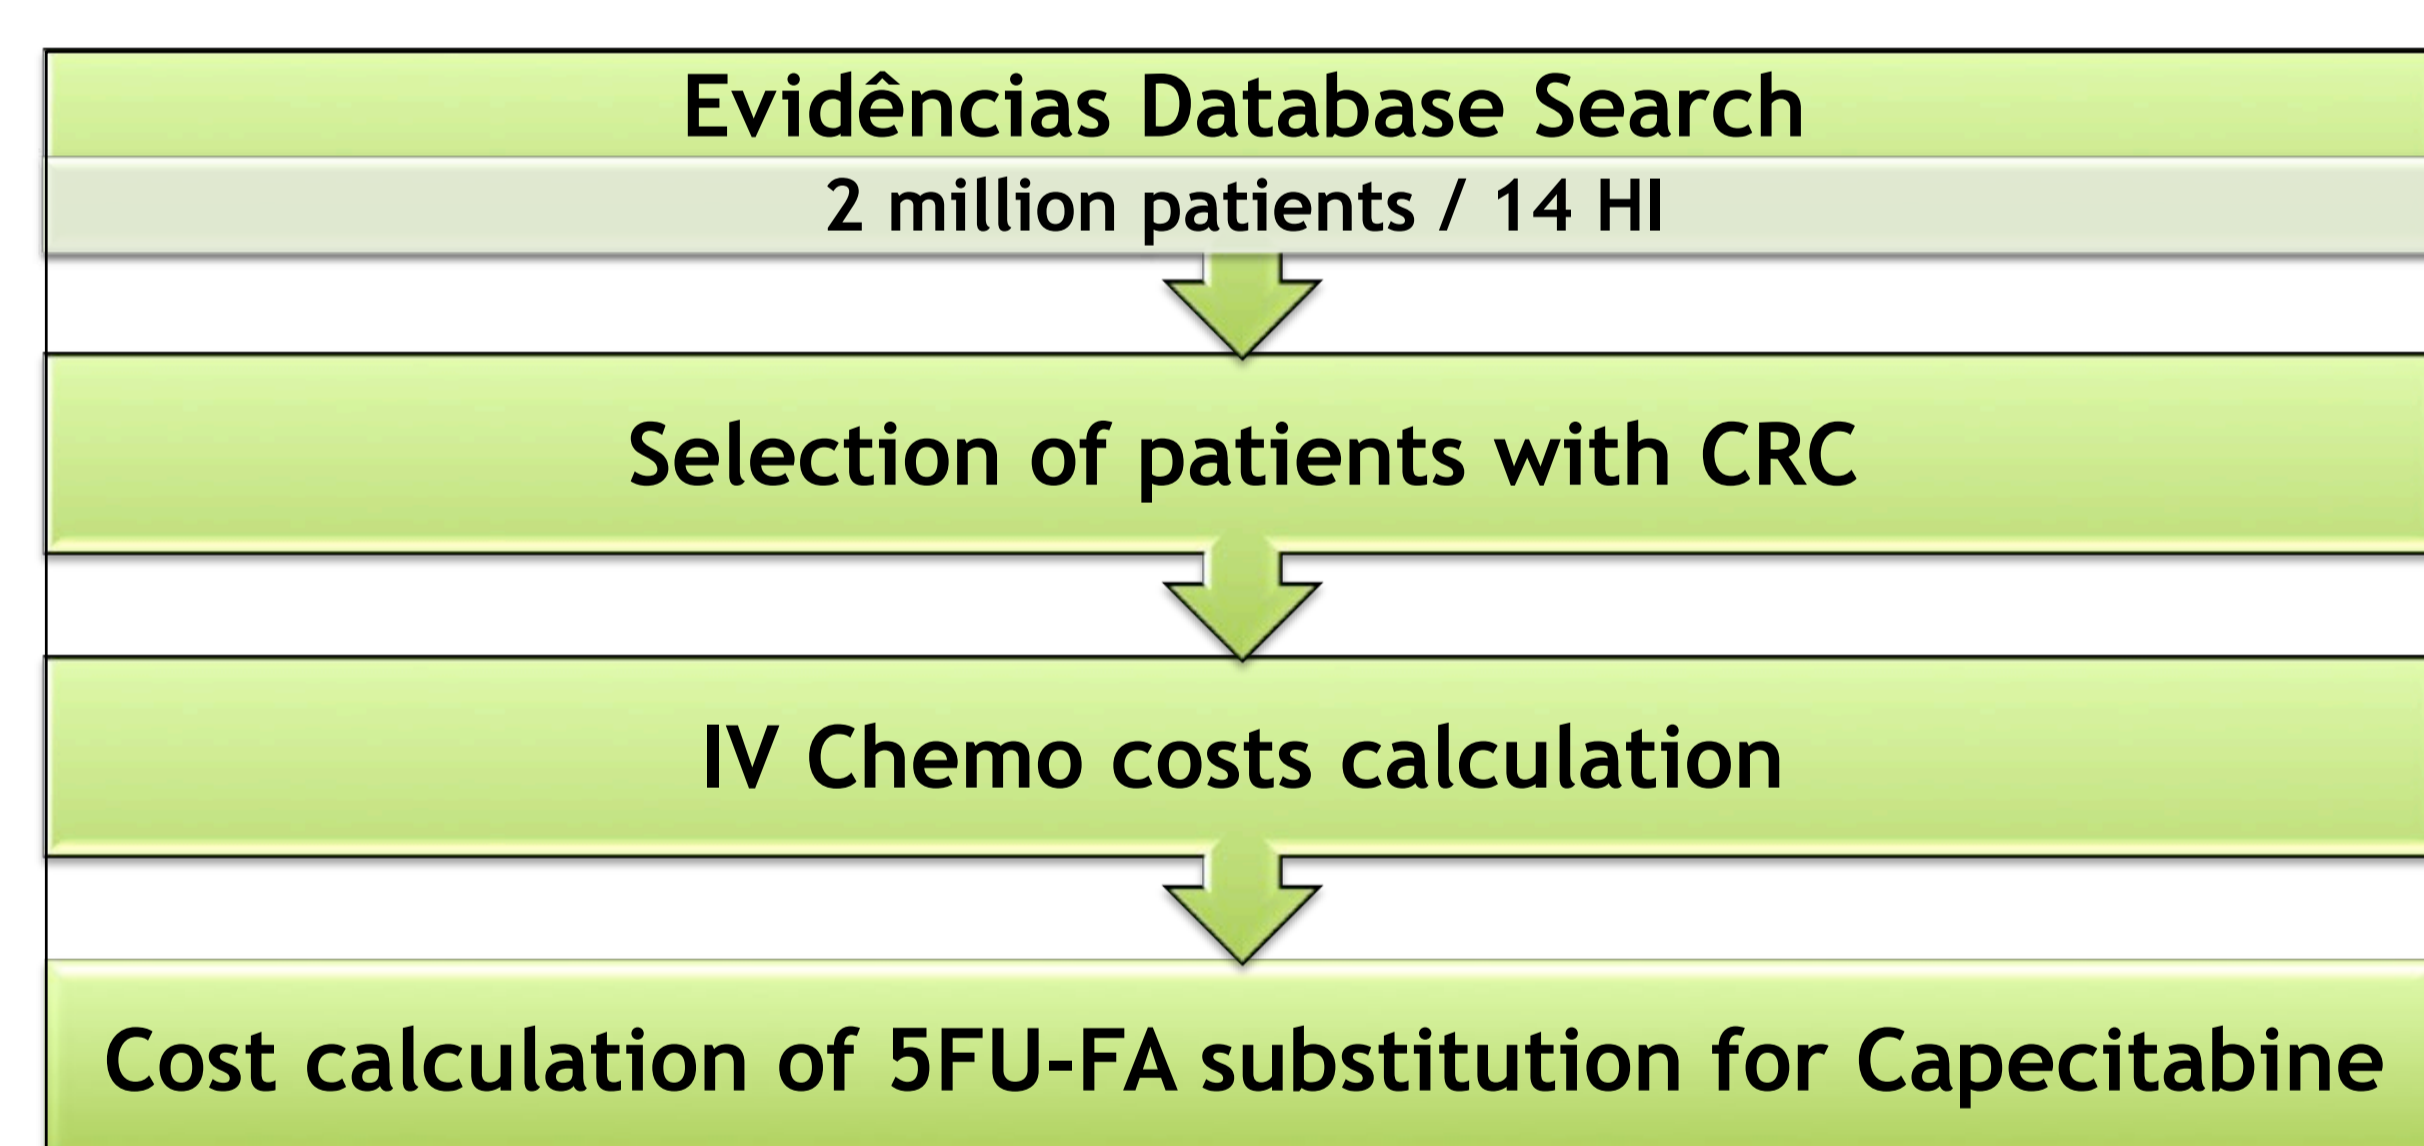 Evidências Database Search
2 million patients / 14 HI
Selection of patients with CRC
IV Chemo costs calculation
Cost calculation of 5FU-FA substitution for Capecitabine